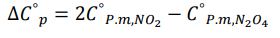 ΔC°ₚ = 2C°_{P.m,NO₂} − C°_{P.m,N₂O₄}